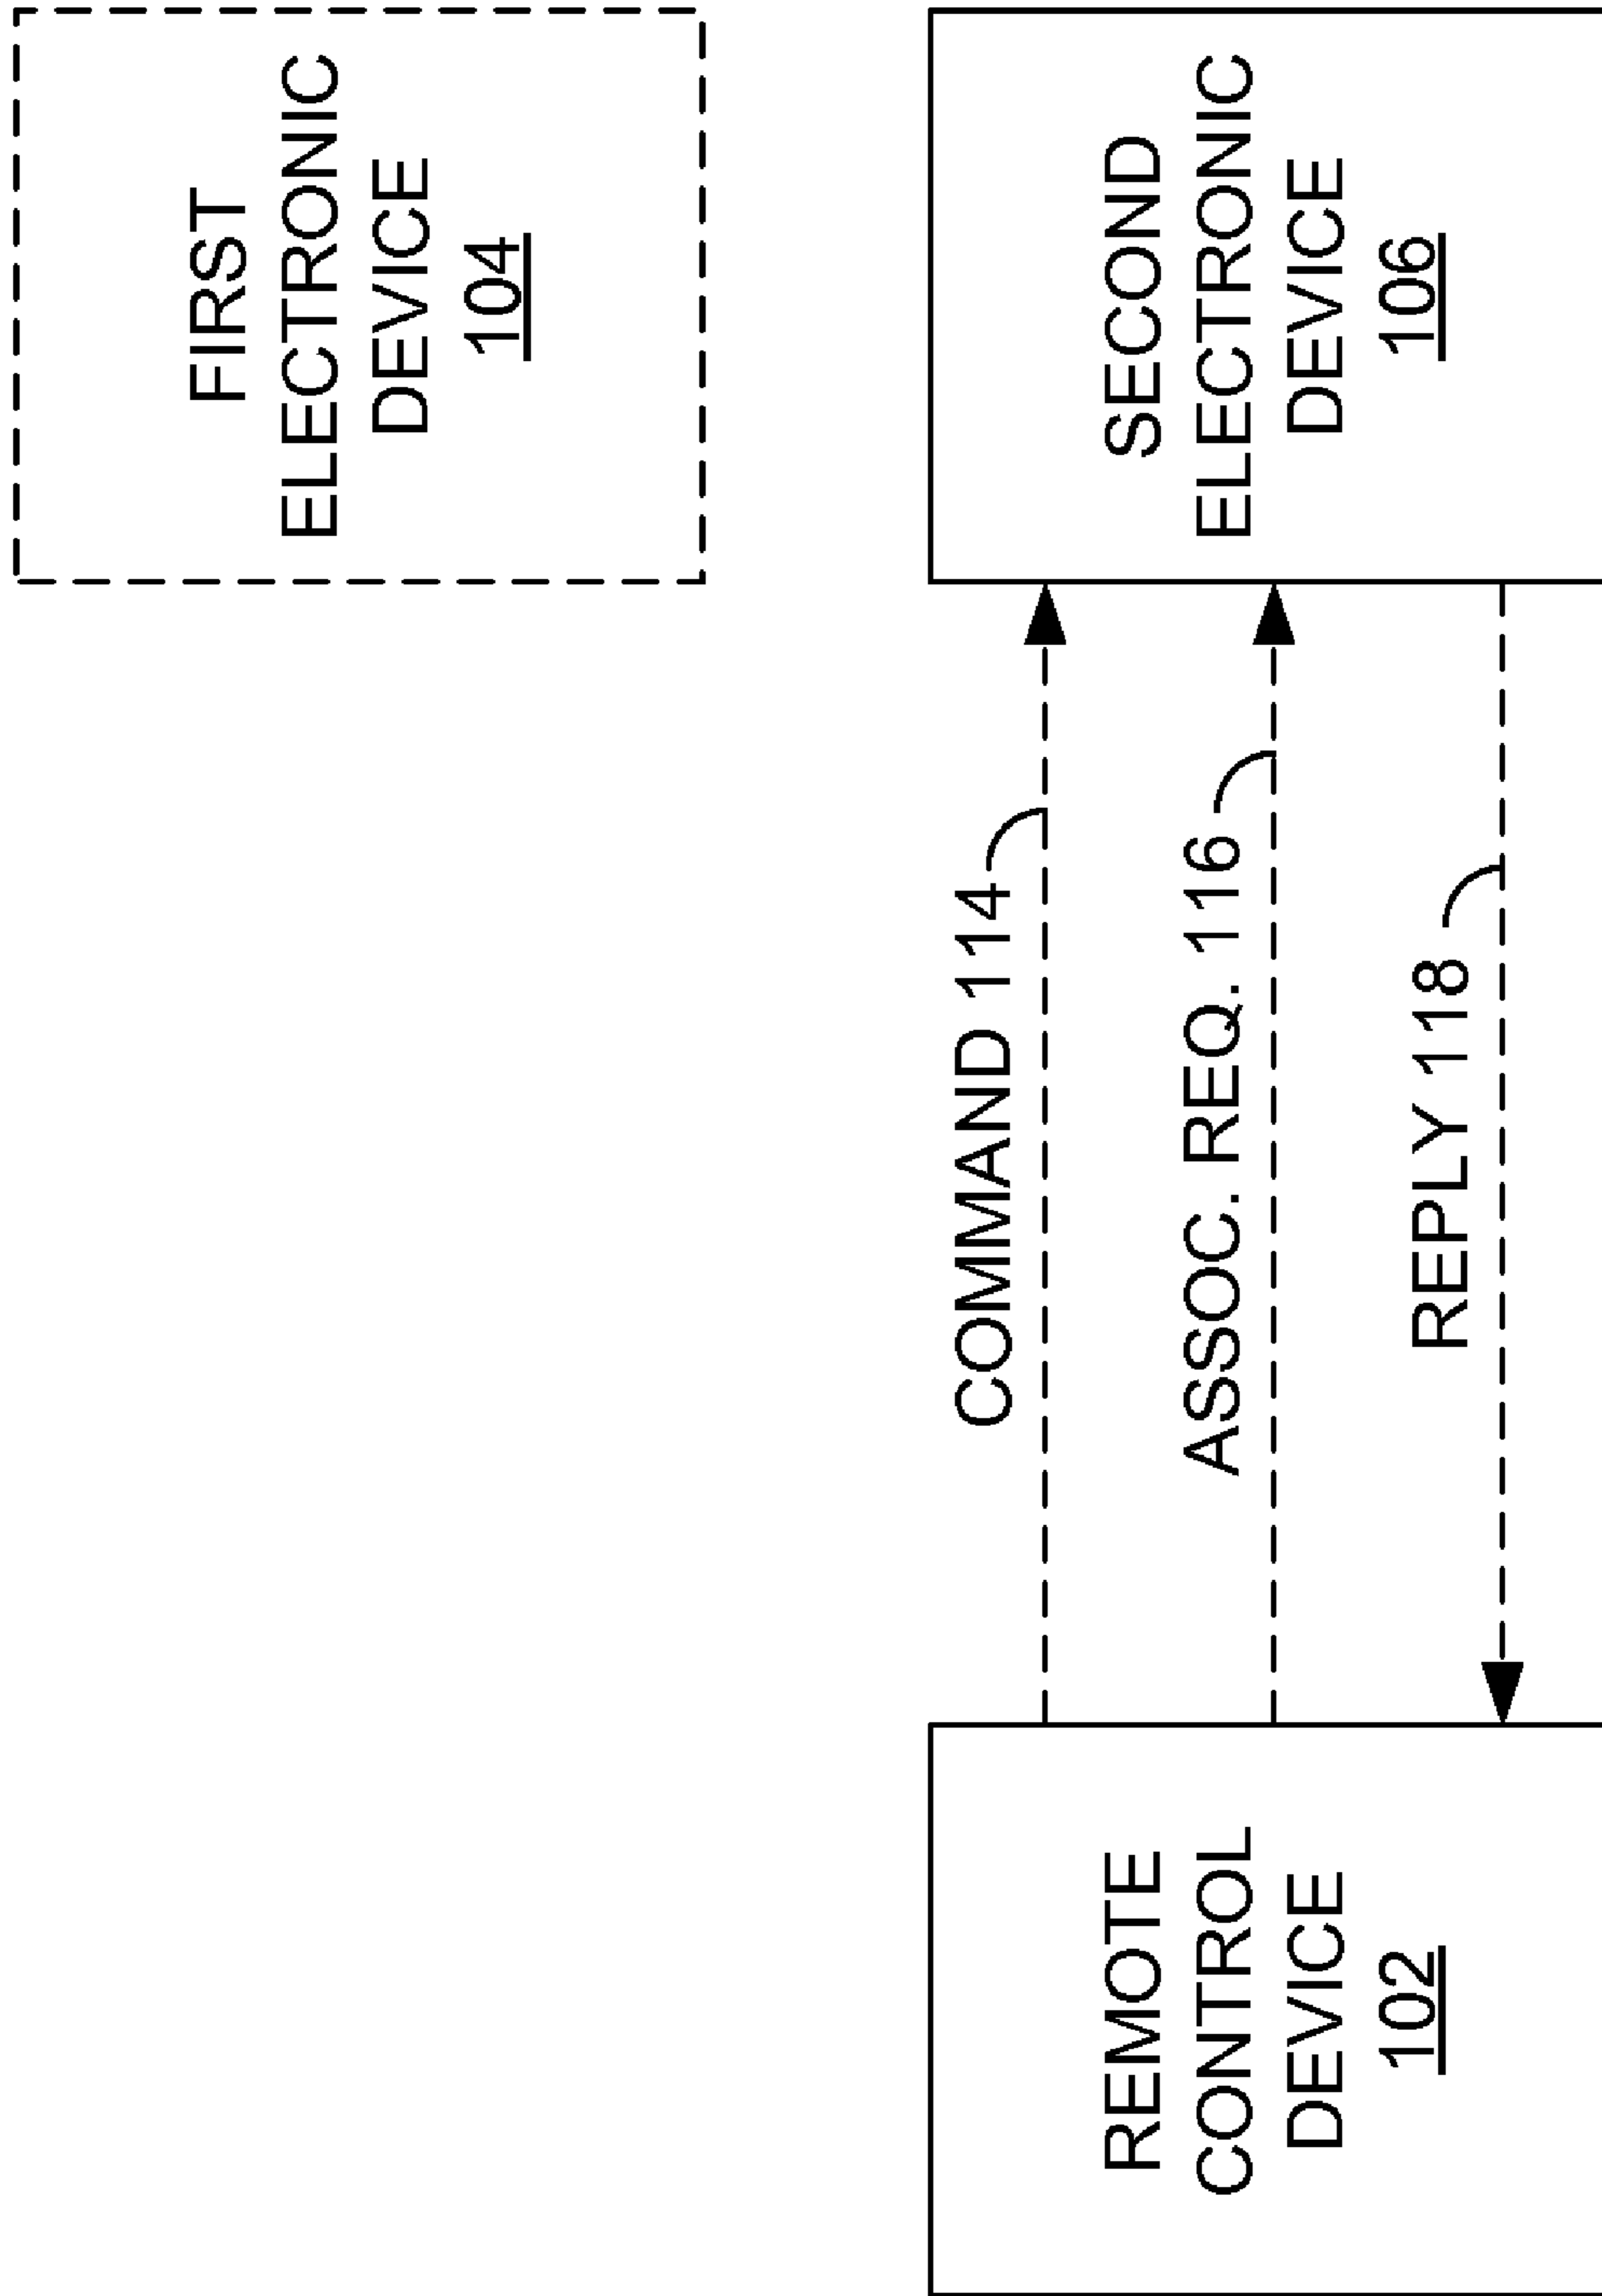 FIRST
ELECTRONIC
DEVICE
104
REMOTE
CONTROL
DEVICE
102
COMMAND 114
ASSOC. REQ. 116
REPLY 118
SECOND
ELECTRONIC
DEVICE
106